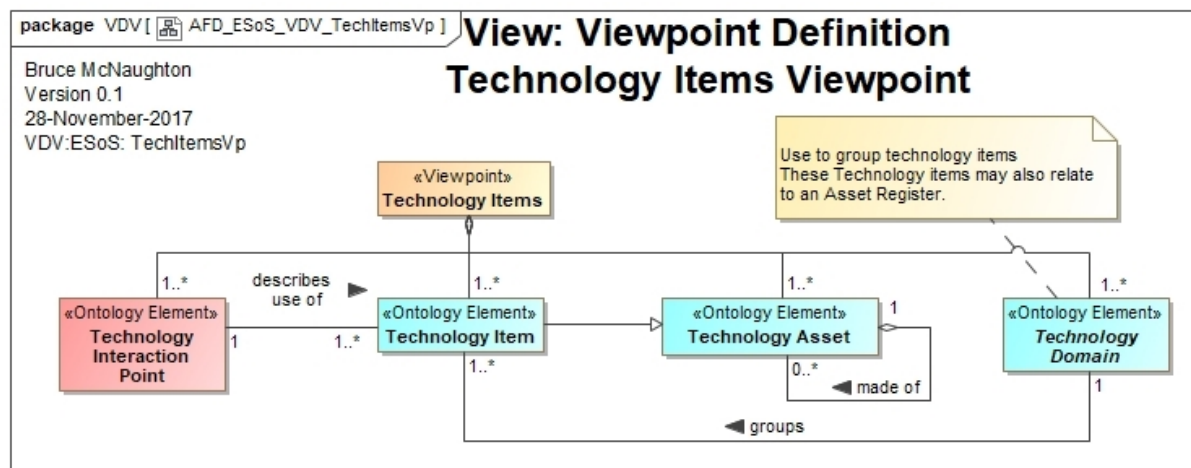 package VDV [ AFD_ESoS_VDV_TechItemsVp ]
View: Viewpoint Definition
Technology Items Viewpoint
Bruce McNaughton
Version 0.1
28-November-2017
VDV:ESoS: TechItemsVp
Use to group technology items
These Technology items may also relate
to an Asset Register.
«Viewpoint»
Technology Items
1..*
describes
use of
1..*
1..*
1..*
«Ontology Element»
Technology
Interaction
Point
1
1..*
«Ontology Element»
Technology Item
1..*
«Ontology Element»
Technology Asset
1
0..*
made of
«Ontology Element»
Technology
Domain
1
groups